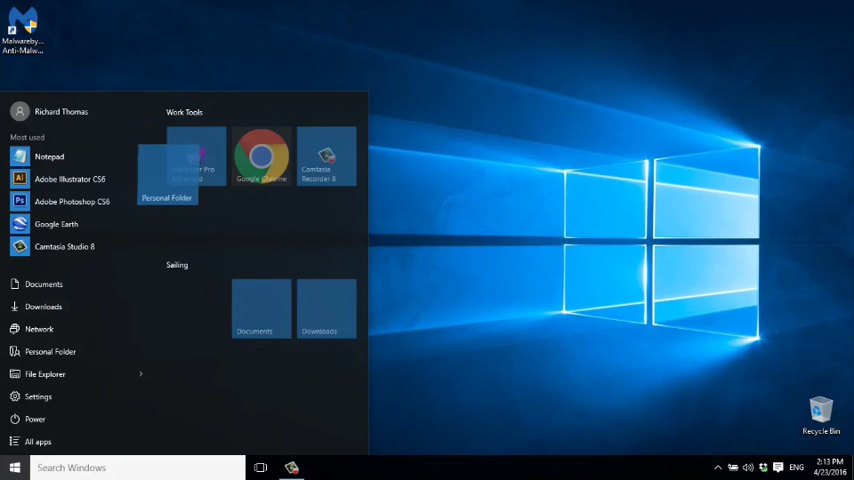 Malwareby...
Anti-Malw...
Richard Thomas
Most used
Notepad
Adobe Illustrator CS6
Adobe Photoshop CS6
Google Earth
Camtasia Studio 8
Documents
Downloads
Network
Personal Folder
File Explorer
Settings
Power
All apps
Work Tools
Personal Folder
Pro
Google Chrome
Camtasia
Recorder 8
Sailing
Documents
Downloads
Recycle Bin
Search Windows
ENG
2:13 PM
4/23/2016